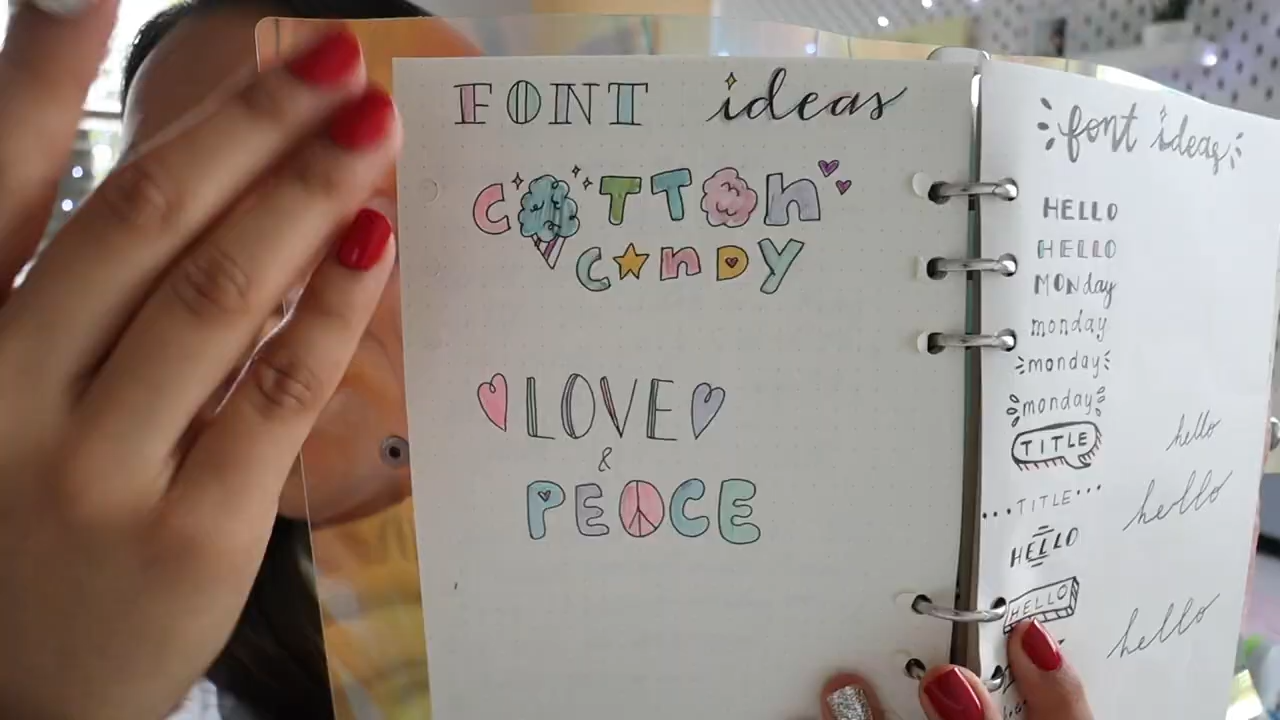 FONT ideas
COTTON
CANDY
LOVE
&
PEACE
font ideas
HELLO
HELLO
MONday
monday
monday
monday
TITLE
hello
TITLE
hello
HELLO
HELLO
hello